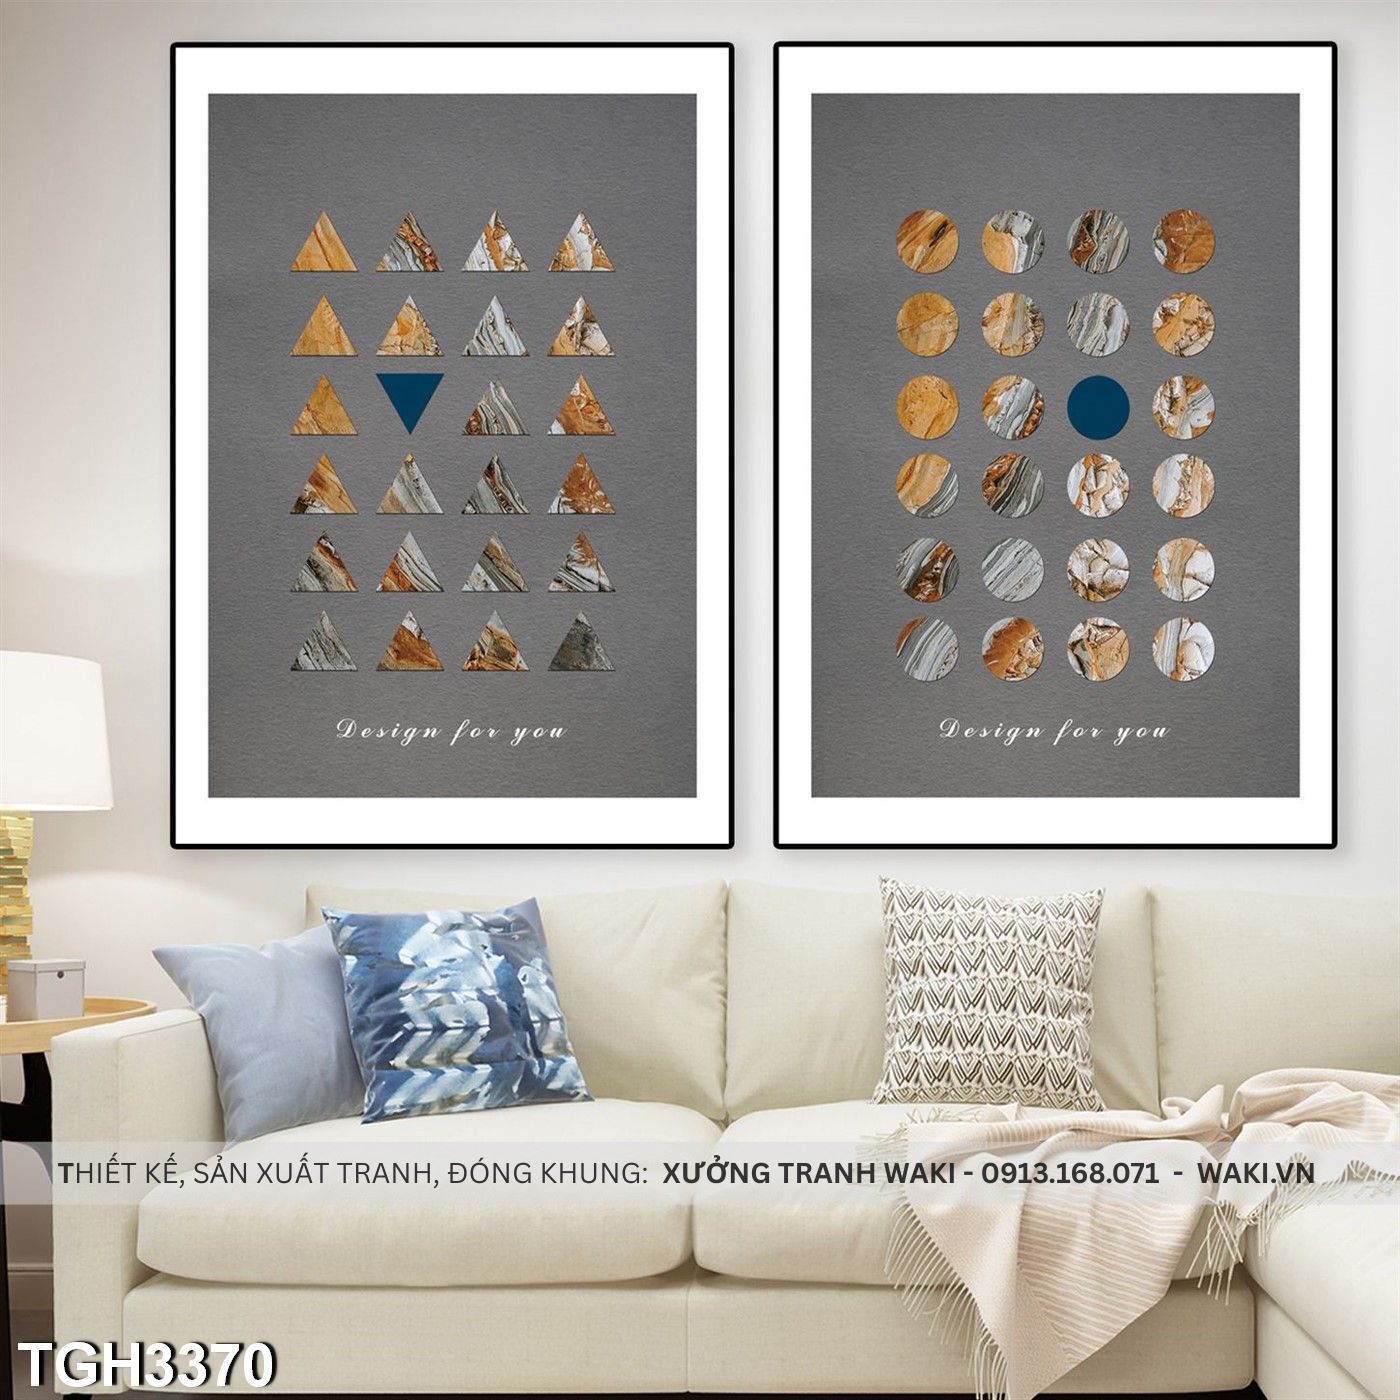 Design for you
Design for you
THIẾT KẾ, SẢN XUẤT TRANH, ĐÓNG KHUNG: XƯỞNG TRANH WAKI - 0913.168.071 - WAKI.VN
TGH3370